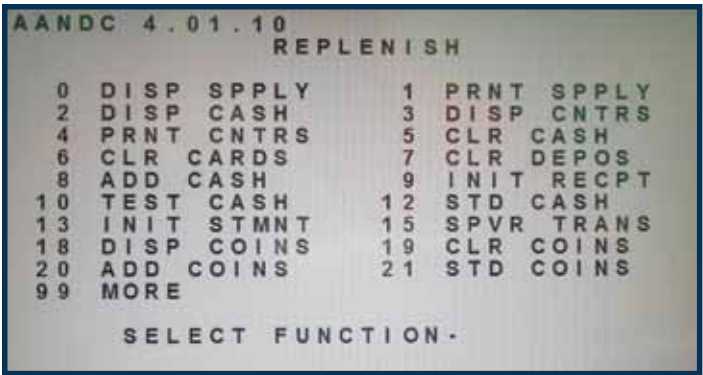 AANDC 4.01.10
REPLENISH
0 DISP SPPLY 1 PRNT SPPLY
2 DISP CASH 3 DISP CNTRS
4 PRNT CNTRS 5 CLR CASH
6 CLR CARDS 7 CLR DEPOS
8 ADD CASH 9 INIT RECPT
10 TEST CASH 12 STD CASH
13 INIT STMNT 15 SPVR TRANS
18 DISP COINS 19 CLR COINS
20 ADD COINS 21 STD COINS
99 MORE
SELECT FUNCTION-